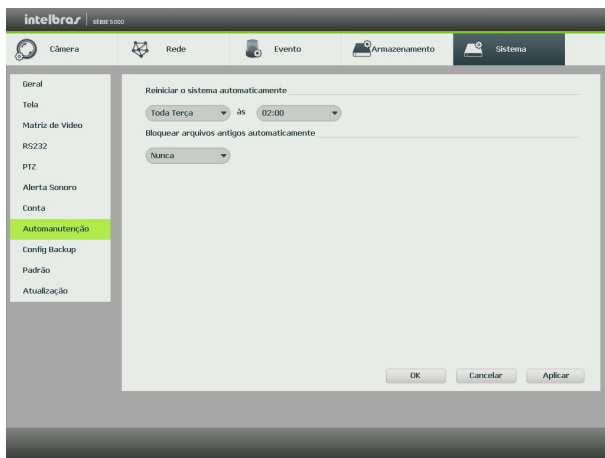 intelbras SÉRIE 5000
Câmera
Rede
Evento
Armazenamento
Sistema
Geral
Tela
Matriz de Vídeo
RS232
PTZ
Alerta Sonoro
Conta
Automanutenção
Config Backup
Padrão
Atualização
Reiniciar o sistema automaticamente
Toda Terça às 02:00
Bloquear arquivos antigos automaticamente
Nunca
OK Cancelar Aplicar